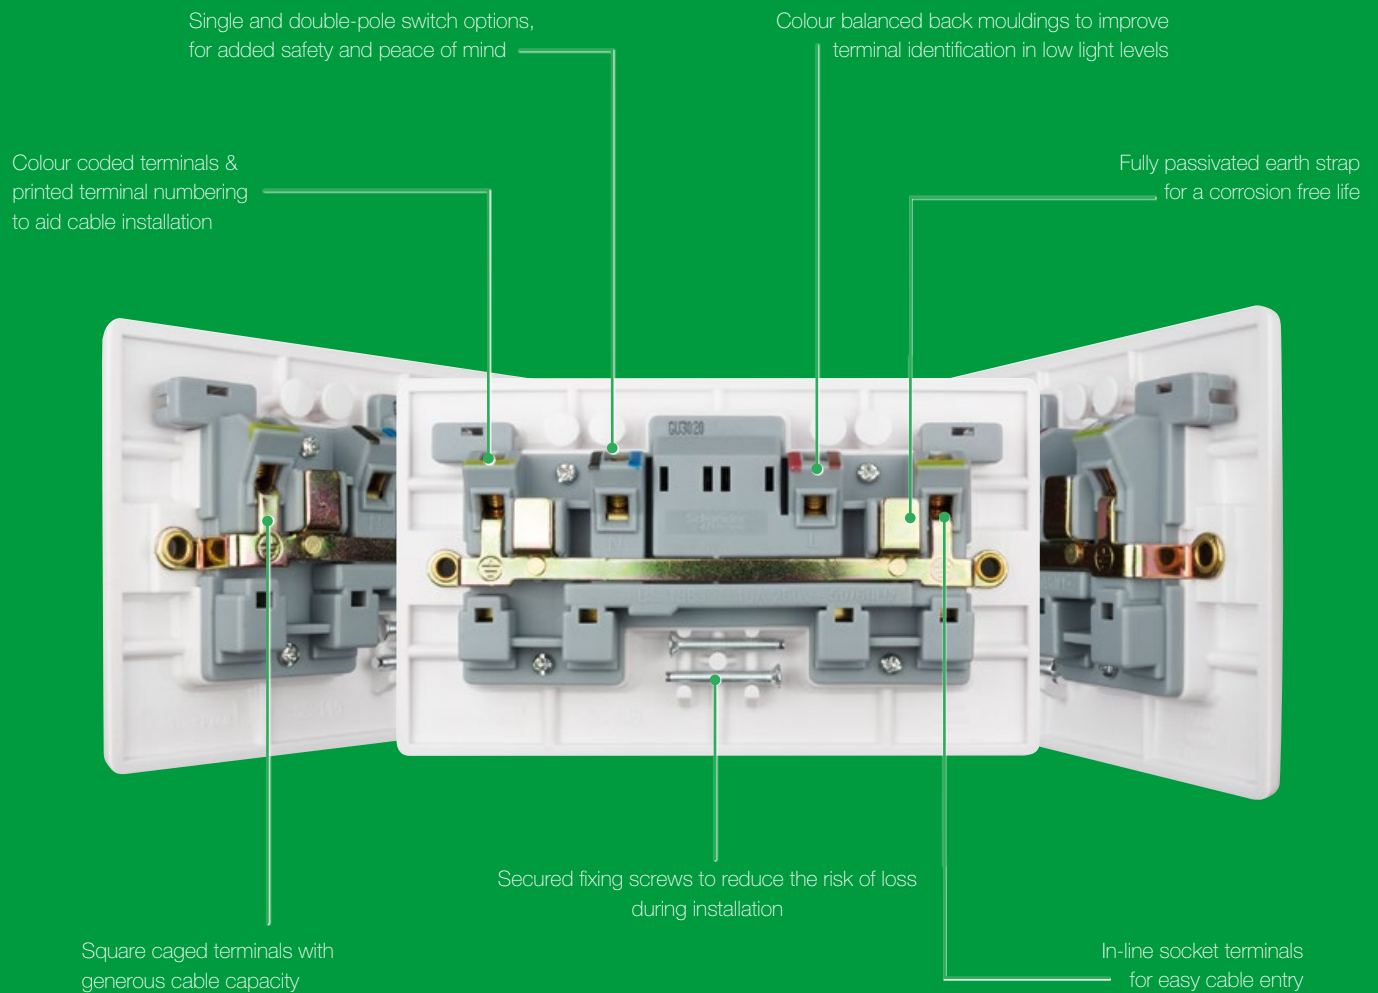 Single and double-pole switch options,
for added safety and peace of mind
Colour balanced back mouldings to improve
terminal identification in low light levels
Colour coded terminals &
printed terminal numbering
to aid cable installation
Fully passivated earth strap
for a corrosion free life
GU3020
Secured fixing screws to reduce the risk of loss
during installation
Square caged terminals with
generous cable capacity
In-line socket terminals
for easy cable entry